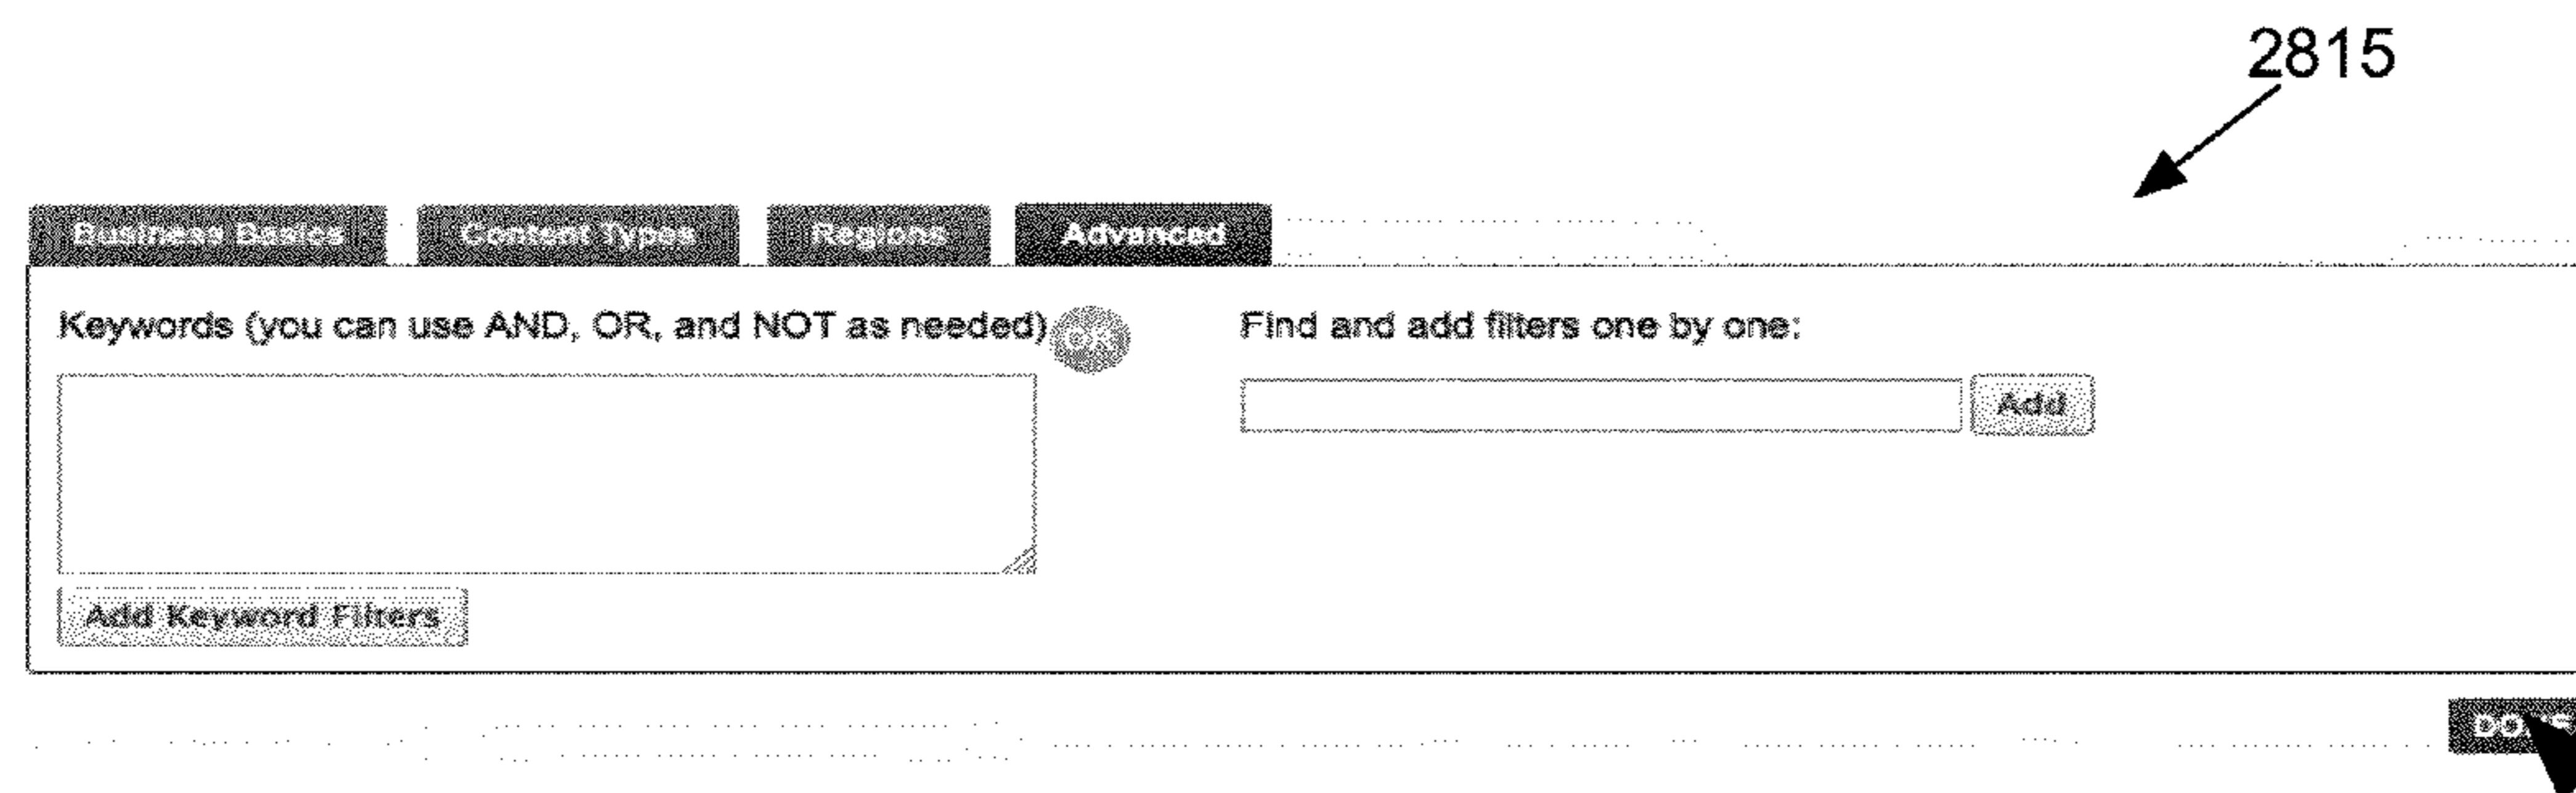 2815
Business Basics Content Types Regions Advanced
Keywords (you can use AND, OR, and NOT as needed) OR Find and add filters one by one:
Add
Add Keyword Filters